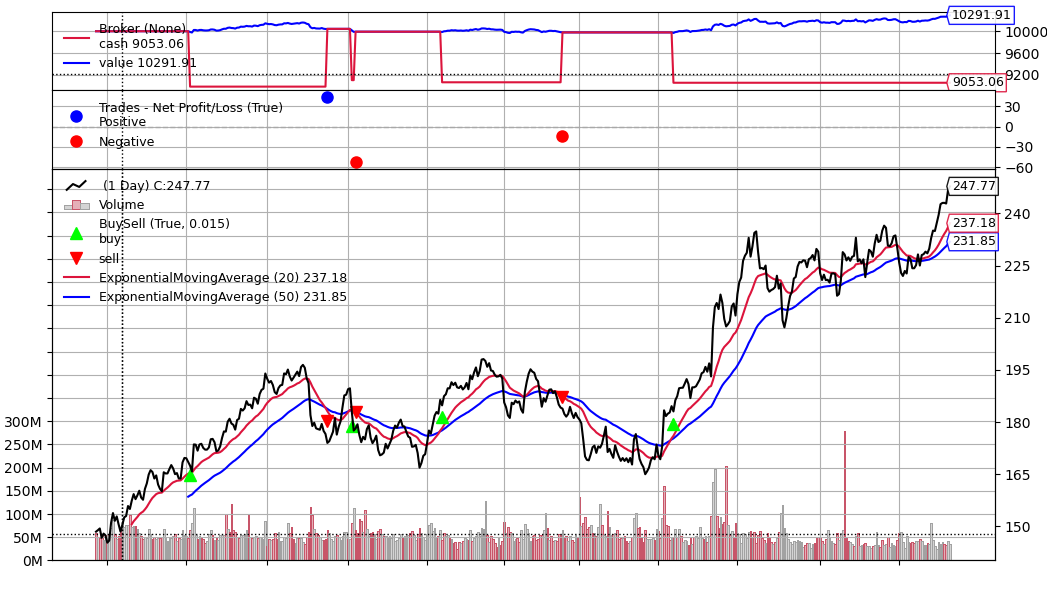 Broker (None)
cash 9053.06
value 10291.91
10291.91
10000
9600
9200
9053.06
Trades - Net Profit/Loss (True)
Positive
Negative
30
0
−30
−60
(1 Day) C:247.77
Volume
BuySell (True, 0.015)
buy
sell
ExponentialMovingAverage (20) 237.18
ExponentialMovingAverage (50) 231.85
247.77
240
237.18
231.85
225
210
195
180
165
150
300M
250M
200M
150M
100M
50M
0M